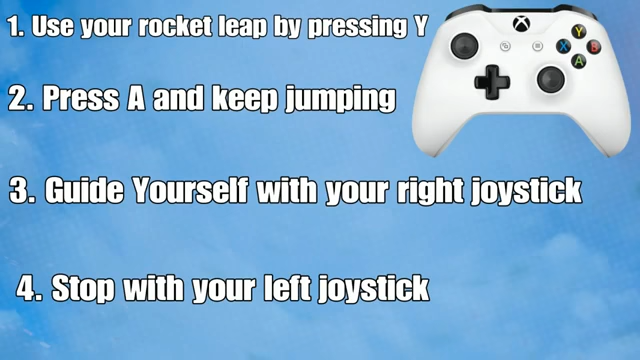 1. Use your rocket leap by pressing Y
2. Press A and keep jumping
3. Guide Yourself with your right joystick
4. Stop with your left joystick
Y
X
B
A